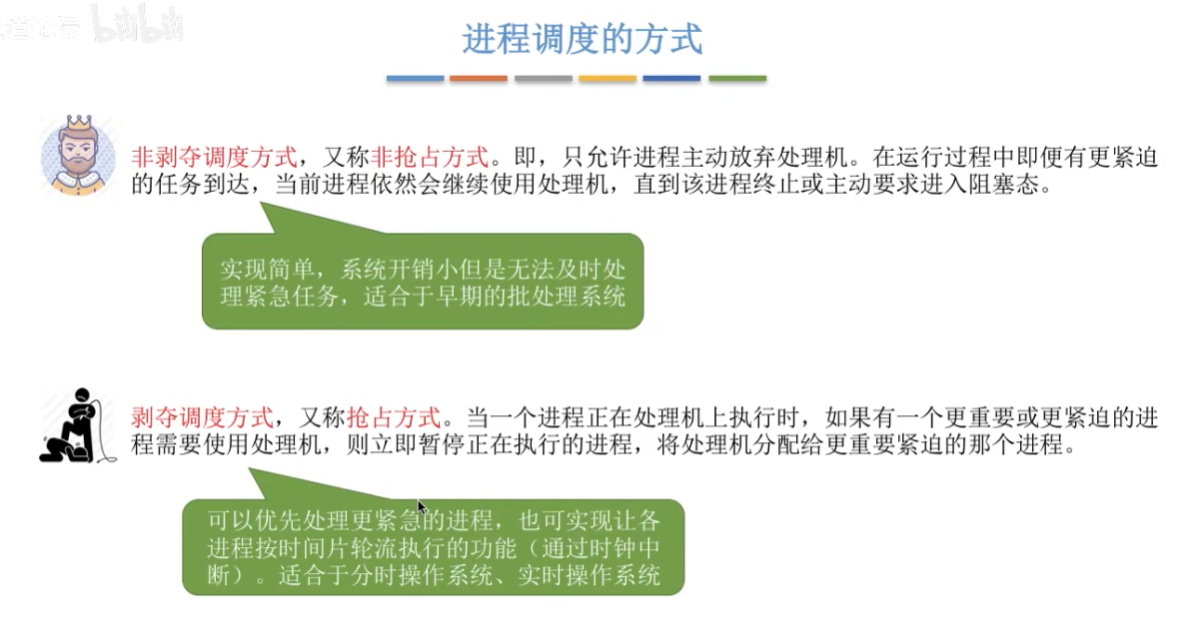 bilibili
进程调度的方式
非剥夺调度方式，又称非抢占方式。即，只允许进程主动放弃处理机。在运行过程中即便有更紧迫
的任务到达，当前进程依然会继续使用处理机，直到该进程终止或主动要求进入阻塞态。
实现简单，系统开销小但是无法及时处
理紧急任务，适合于早期的批处理系统
剥夺调度方式，又称抢占方式。当一个进程正在处理机上执行时，如果有一个更重要或更紧迫的进
程需要使用处理机，则立即暂停正在执行的进程，将处理机分配给更重要紧迫的那个进程。
可以优先处理更紧急的进程，也可实现让各
进程按时间片轮流执行的功能（通过时钟中
断）。适合于分时操作系统、实时操作系统